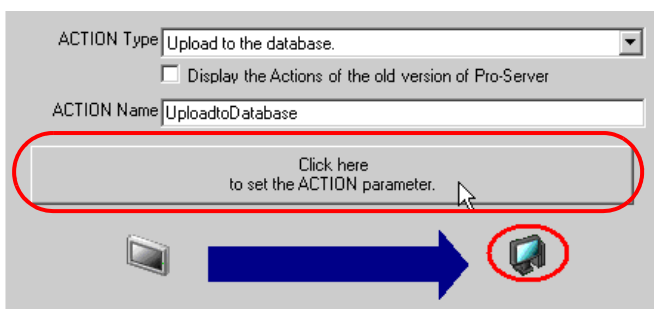 ACTION Type Upload to the database.
Display the Actions of the old version of Pro-Server
ACTION Name UploadtoDatabase
Click here
to set the ACTION parameter.